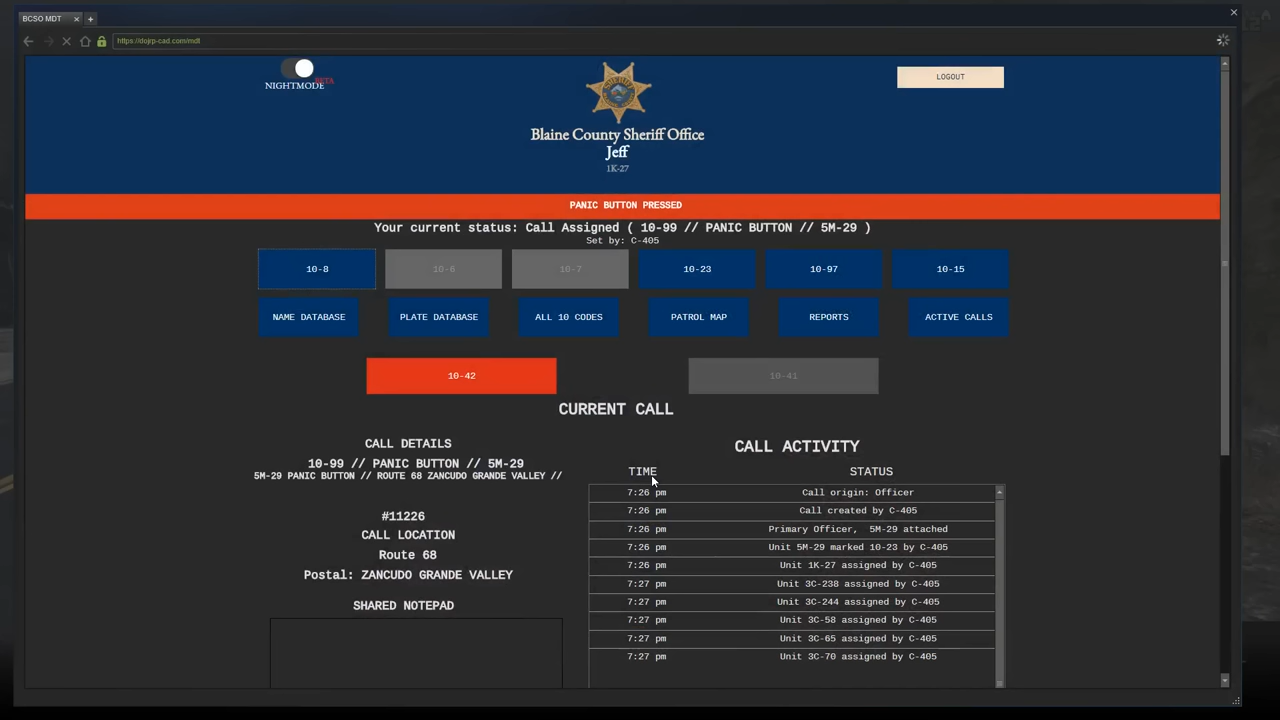 BCSO MDT
https://dojrp-cad.com/mdt
NIGHTMODE BETA
LOGOUT
Blaine County Sheriff Office
Jeff
1K-27
PANIC BUTTON PRESSED
Your current status: Call Assigned ( 10-99 // PANIC BUTTON // 5M-29 )
Set by: C-405
10-8 10-6 10-7 10-23 10-97 10-15
NAME DATABASE PLATE DATABASE ALL 10 CODES PATROL MAP REPORTS ACTIVE CALLS
10-42 10-41
CURRENT CALL
CALL DETAILS
10-99 // PANIC BUTTON // 5M-29
5M-29 PANIC BUTTON // ROUTE 68 ZANCUDO GRANDE VALLEY //
#11226
CALL LOCATION
Route 68
Postal: ZANCUDO GRANDE VALLEY
SHARED NOTEPAD
CALL ACTIVITY
TIME STATUS
7:26 pm Call origin: Officer
7:26 pm Call created by C-405
7:26 pm Primary Officer, 5M-29 attached
7:26 pm Unit 5M-29 marked 10-23 by C-405
7:26 pm Unit 1K-27 assigned by C-405
7:27 pm Unit 3C-238 assigned by C-405
7:27 pm Unit 3C-244 assigned by C-405
7:27 pm Unit 3C-58 assigned by C-405
7:27 pm Unit 3C-65 assigned by C-405
7:27 pm Unit 3C-70 assigned by C-405